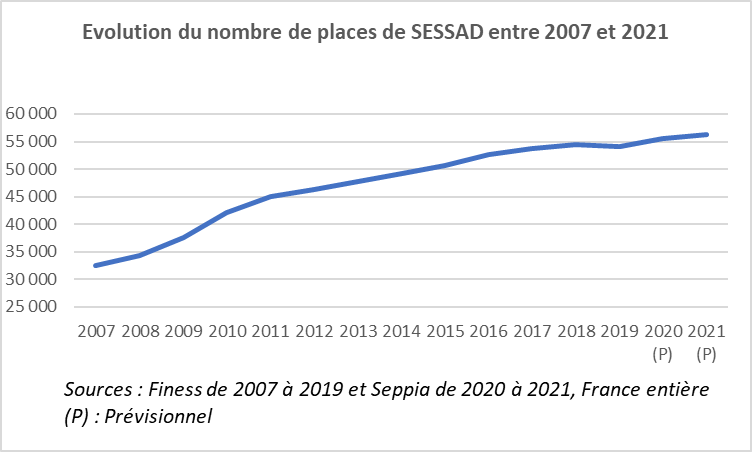 Evolution du nombre de places de SESSAD entre 2007 et 2021
60 000
55 000
50 000
45 000
40 000
35 000
30 000
25 000
2007 2008 2009 2010 2011 2012 2013 2014 2015 2016 2017 2018 2019 2020 2021
(P) (P)
Sources : Finess de 2007 à 2019 et Seppia de 2020 à 2021, France entière
(P) : Prévisionnel